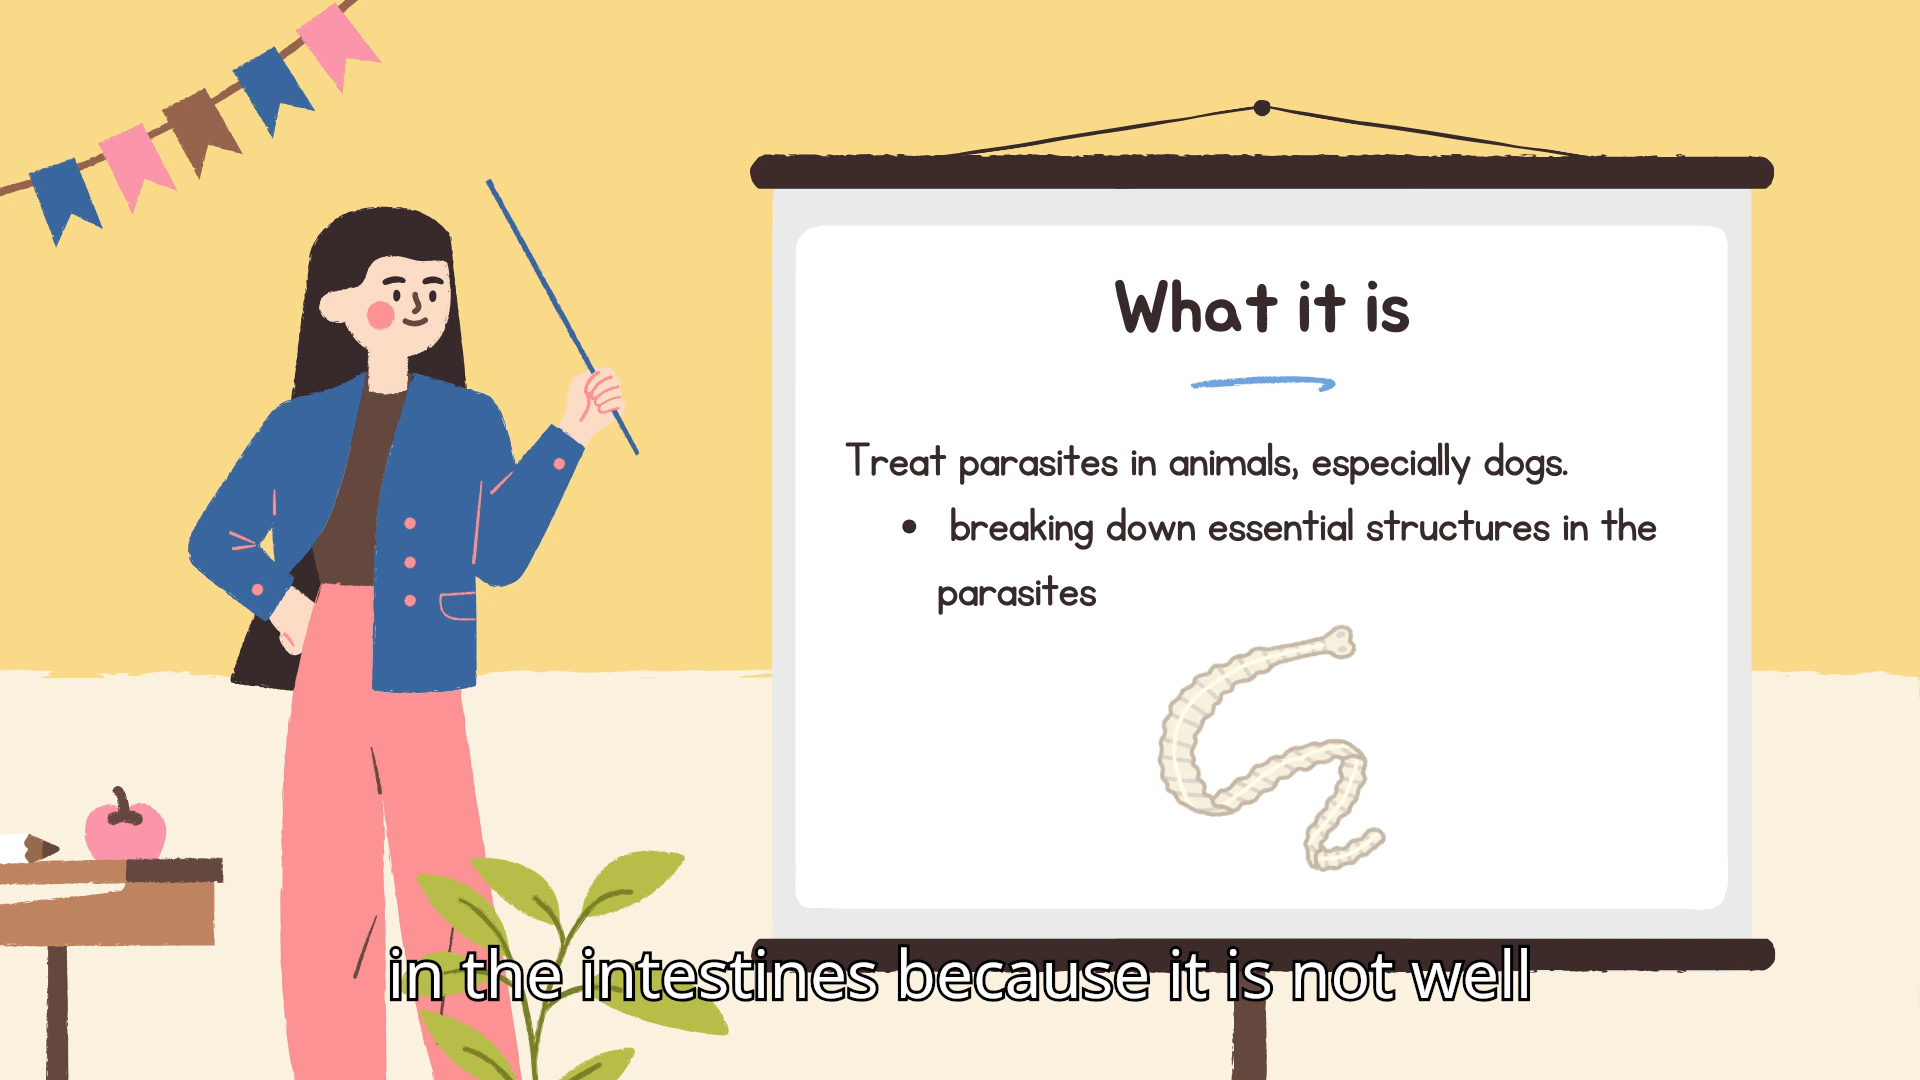 What it is
Treat parasites in animals, especially dogs.
• breaking down essential structures in the
parasites
in the intestines because it is not well